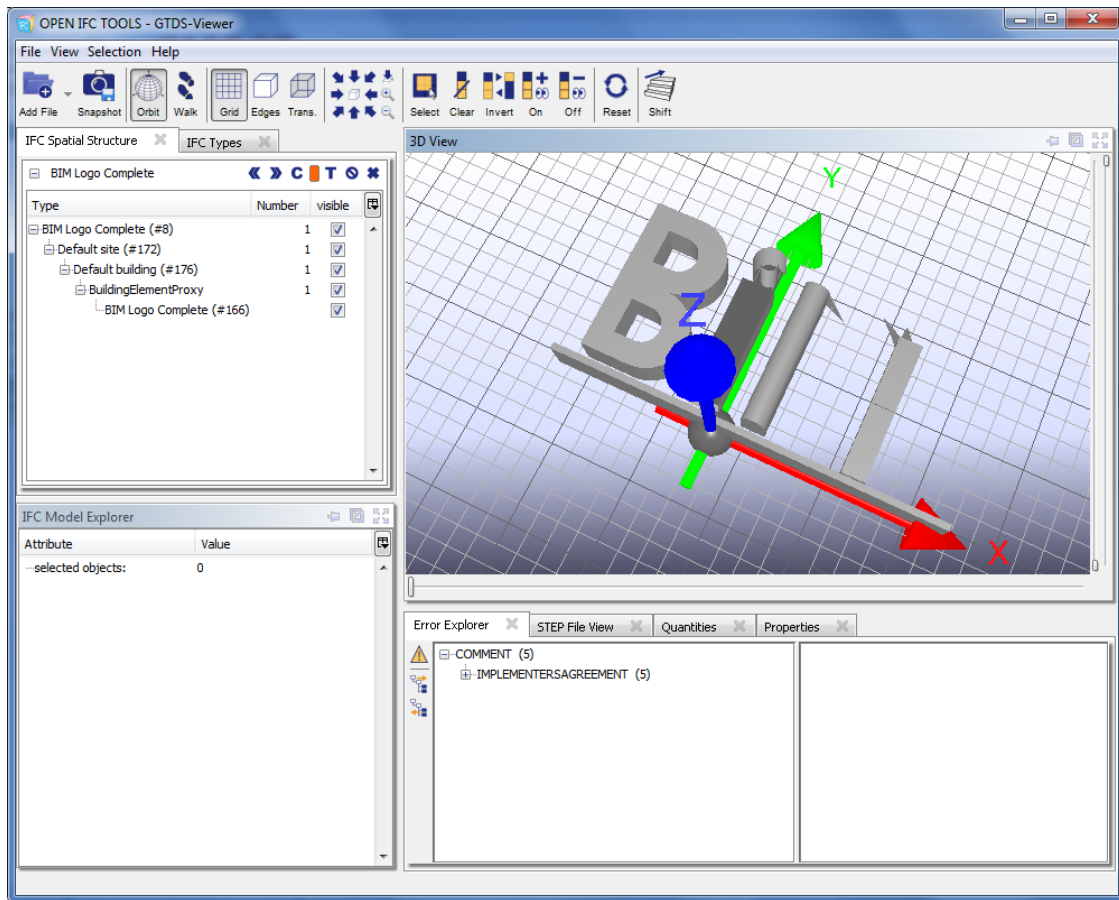 OPEN IFC TOOLS - GTDS-Viewer
File View Selection Help
Add File Snapshot Orbit Walk Grid Edges Trans. Select Clear Invert On Off Reset Shift
IFC Spatial Structure IFC Types
BIM Logo Complete C T
Type Number visible
BIM Logo Complete (#8) 1
Default site (#172) 1
Default building (#176) 1
BuildingElementProxy 1
BIM Logo Complete (#166)
IFC Model Explorer
Attribute Value
selected objects: 0
3D View
Y
B
Z
X
Error Explorer STEP File View Quantities Properties
COMMENT (5)
IMPLEMENTERSAGREEMENT (5)